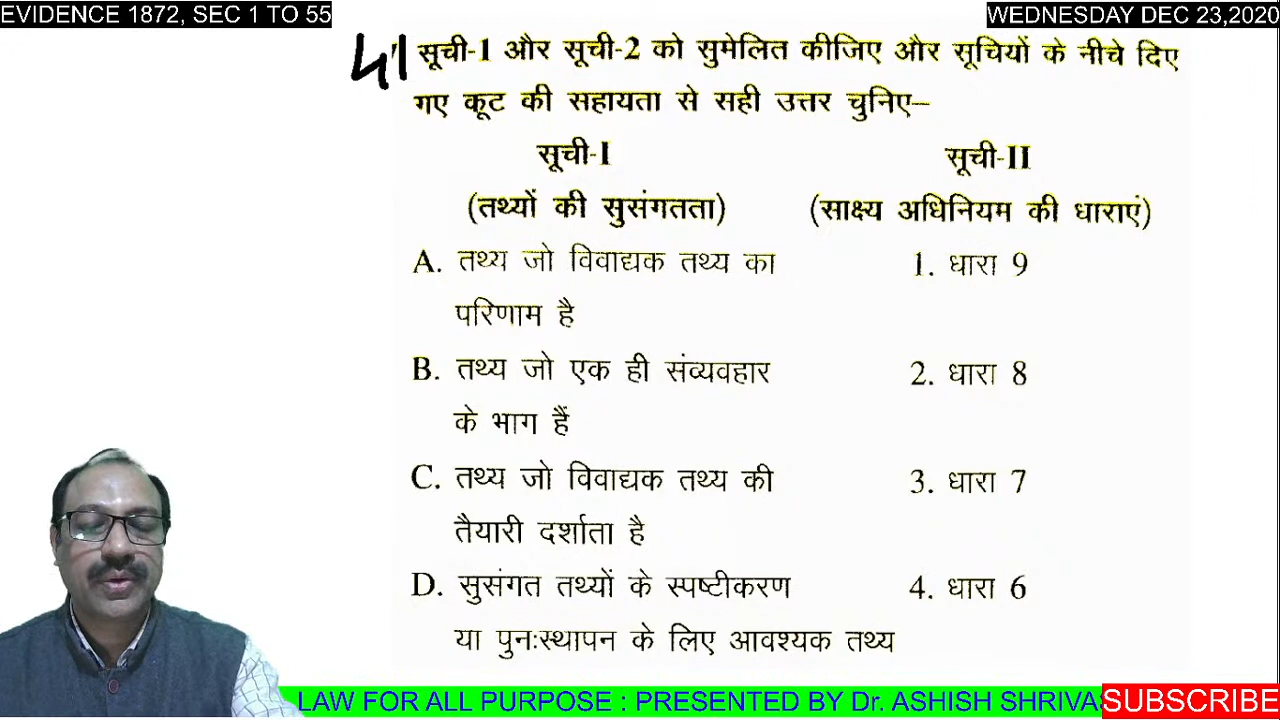 EVIDENCE 1872, SEC 1 TO 55
WEDNESDAY DEC 23,2020
41 सूची-1 और सूची-2 को सुमेलित कीजिए और सूचियों के नीचे दिए
गए कूट की सहायता से सही उत्तर चुनिए–
सूची-I सूची-II
(तथ्यों की सुसंगतता) (साक्ष्य अधिनियम की धाराएं)
A. तथ्य जो विवाद्यक तथ्य का 1. धारा 9
परिणाम है
B. तथ्य जो एक ही संव्यवहार 2. धारा 8
के भाग हैं
C. तथ्य जो विवाद्यक तथ्य की 3. धारा 7
तैयारी दर्शाता है
D. सुसंगत तथ्यों के स्पष्टीकरण 4. धारा 6
या पुनःस्थापन के लिए आवश्यक तथ्य
LAW FOR ALL PURPOSE : PRESENTED BY Dr. ASHISH SHRIVAS
SUBSCRIBE